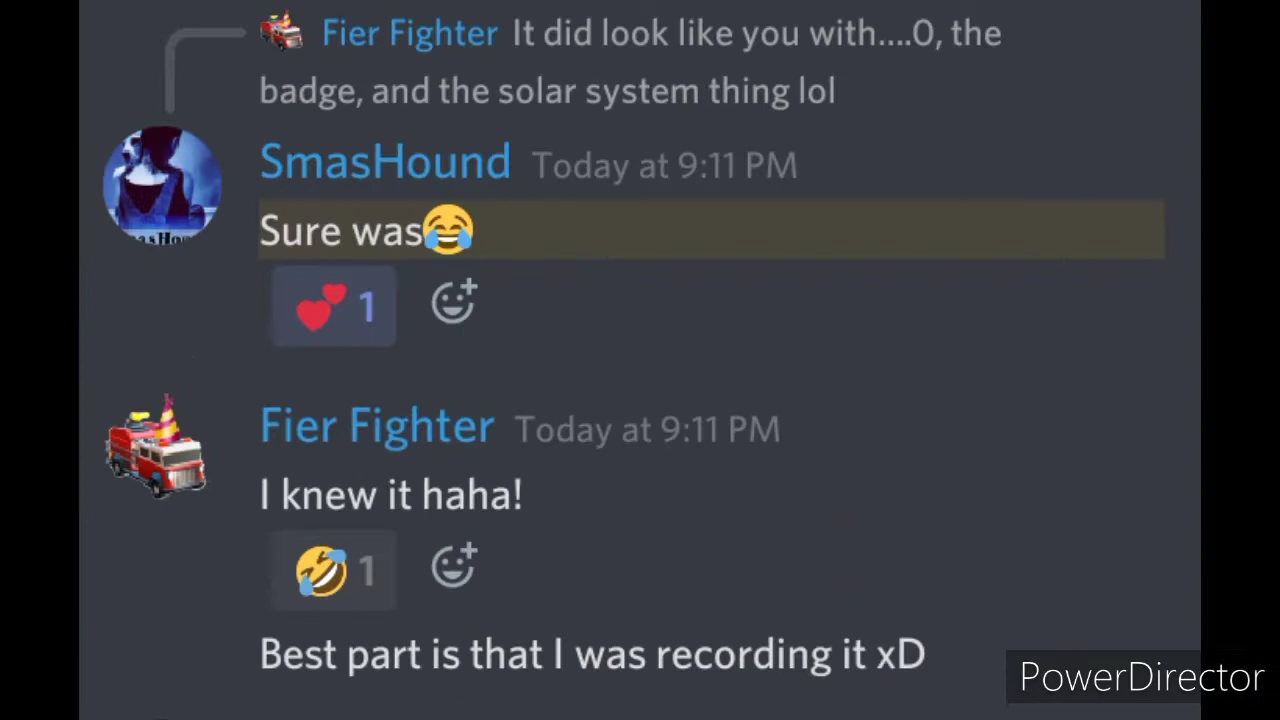 Fier Fighter It did look like you with....0, the
badge, and the solar system thing lol
SmasHound Today at 9:11 PM
Sure was😂
💕 1
Fier Fighter Today at 9:11 PM
I knew it haha!
🤣 1
Best part is that I was recording it xD
PowerDirector